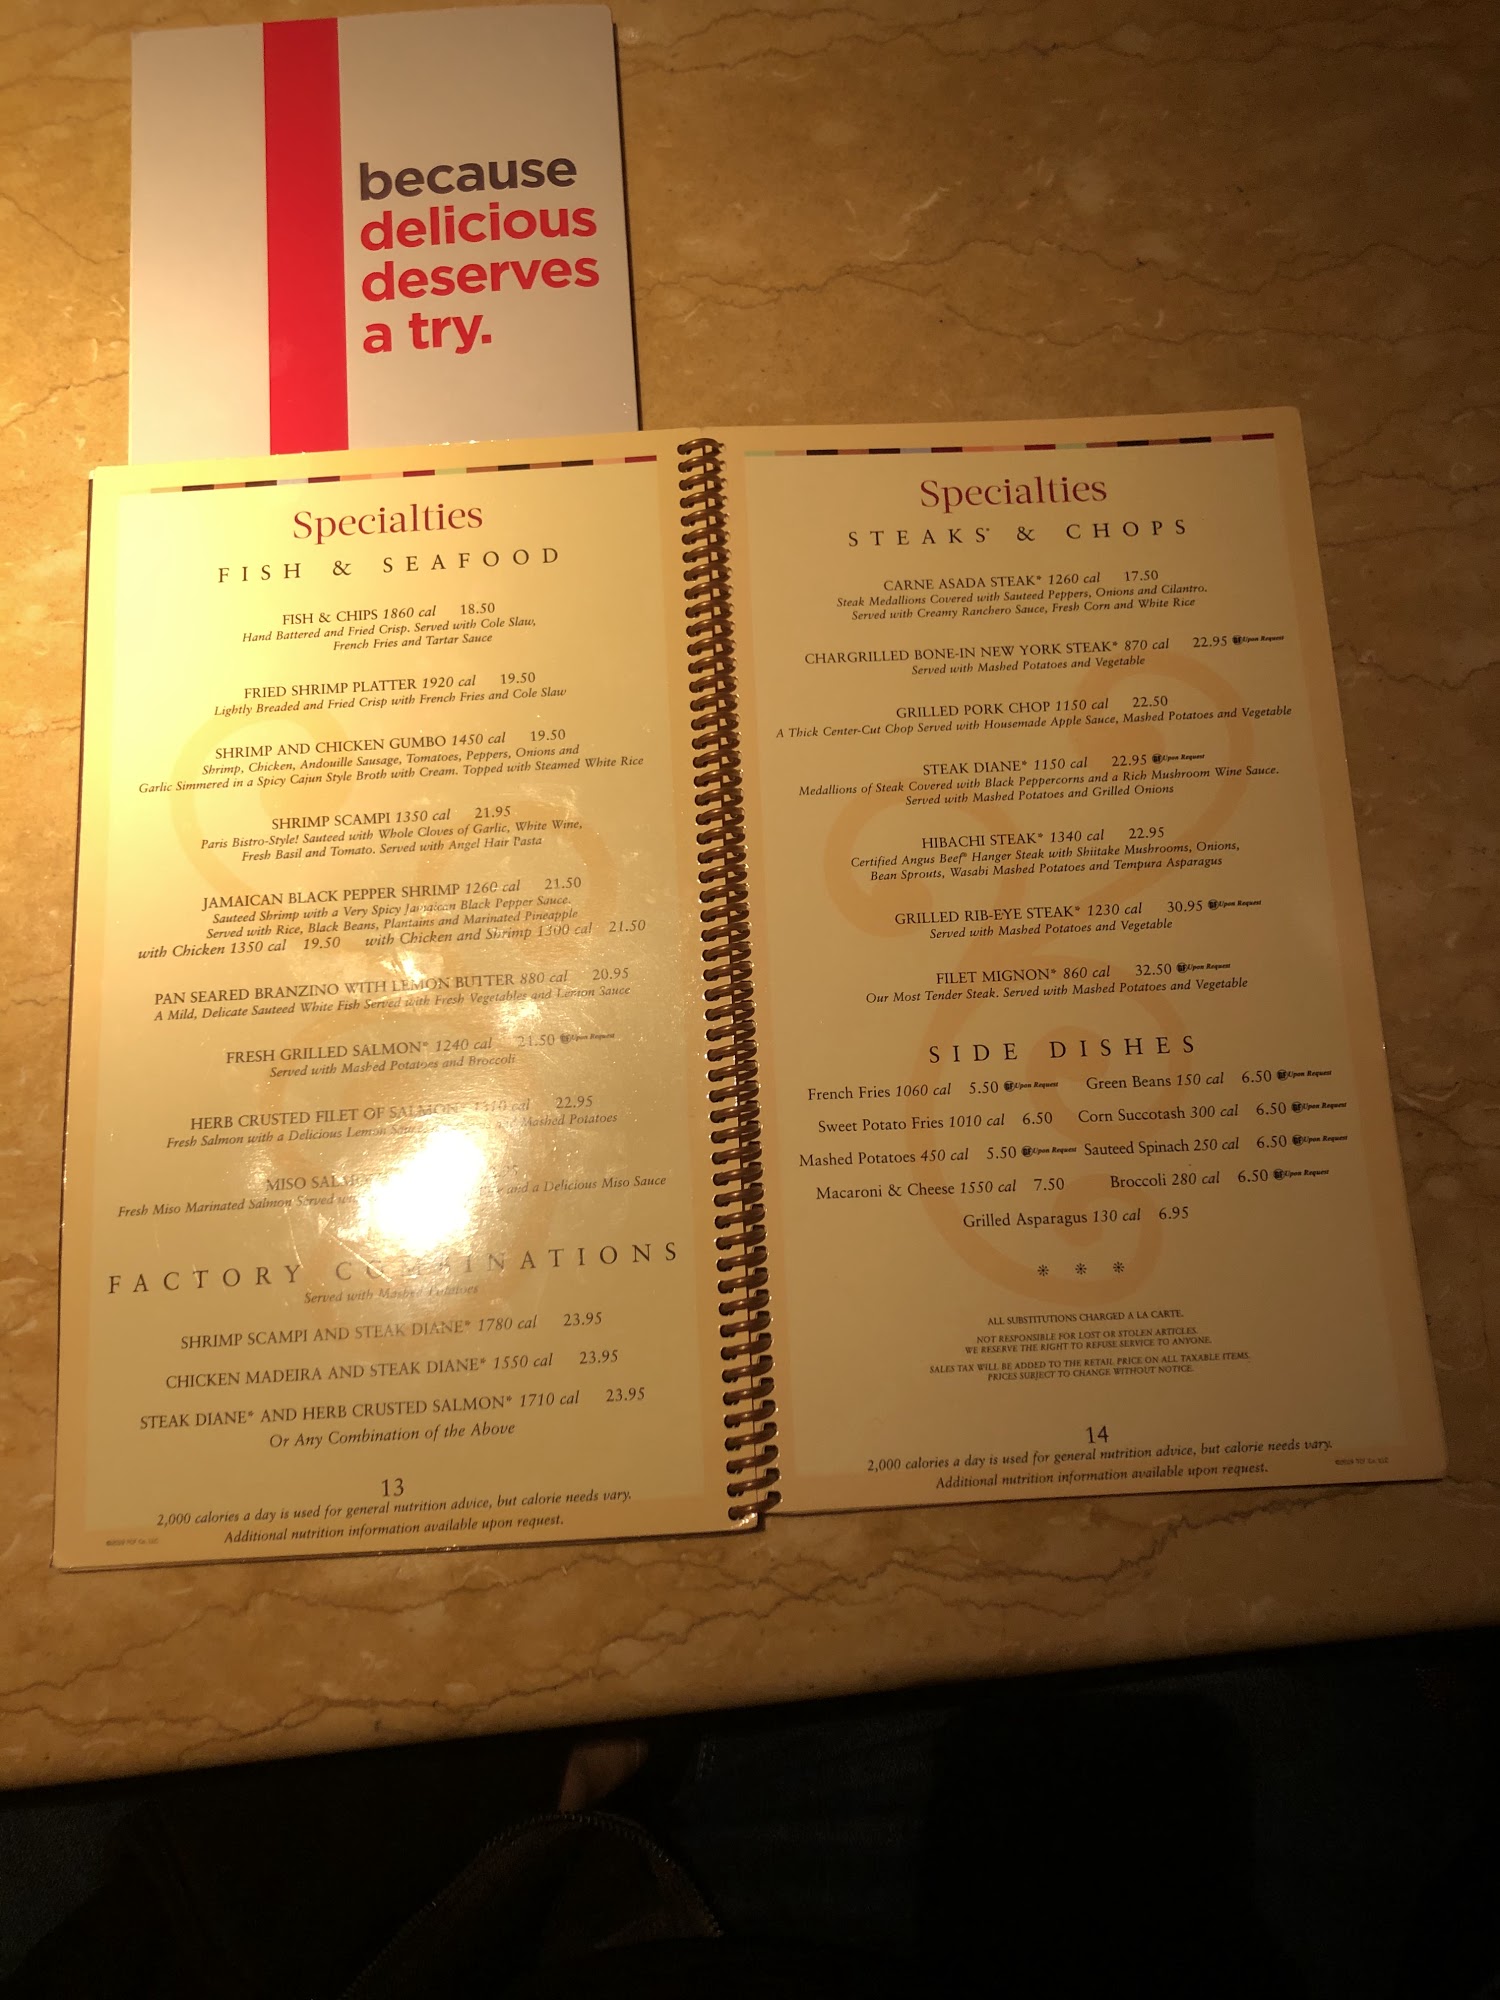 because
delicious
deserves
a try.
Specialties
FISH & SEAFOOD
FISH & CHIPS 1860 cal 18.50
Hand Battered and Fried Crisp. Served with Cole Slaw,
French Fries and Tartar Sauce
FRIED SHRIMP PLATTER 1920 cal 19.50
Lightly Breaded and Fried Crisp with French Fries and Cole Slaw
SHRIMP AND CHICKEN GUMBO 1450 cal 19.50
Shrimp, Chicken, Andouille Sausage, Tomatoes, Peppers, Onions and
Garlic Simmered in a Spicy Cajun Style Broth with Cream. Topped with Steamed White Rice
SHRIMP SCAMPI 1350 cal 21.95
Paris Bistro-Style! Sauteed with Whole Cloves of Garlic, White Wine,
Fresh Basil and Tomato. Served with Angel Hair Pasta
JAMAICAN BLACK PEPPER SHRIMP 1260 cal 21.50
Sauteed Shrimp with a Very Spicy Jamaican Black Pepper Sauce.
Served with Rice, Black Beans, Plantains and Marinated Pineapple
with Chicken 1350 cal 19.50 with Chicken and Shrimp 1300 cal 21.50
PAN SEARED BRANZINO WITH LEMON BUTTER 880 cal 20.95
A Mild, Delicate Sauteed White Fish Served with Fresh Vegetables and Lemon Sauce
FRESH GRILLED SALMON* 1240 cal 21.50 Upon Request
Served with Mashed Potatoes and Broccoli
HERB CRUSTED FILET OF SALMON cal 22.95
Fresh Salmon with a Delicious Lemon and Mashed Potatoes
MISO
Fresh Miso Marinated Salmon Served and a Delicious Miso Sauce
FACTORY COMBINATIONS
Served with Mashed Potatoes
SHRIMP SCAMPI AND STEAK DIANE* 1780 cal 23.95
CHICKEN MADEIRA AND STEAK DIANE* 1550 cal 23.95
STEAK DIANE* AND HERB CRUSTED SALMON* 1710 cal 23.95
Or Any Combination of the Above
13
2,000 calories a day is used for general nutrition advice, but calorie needs vary.
Additional nutrition information available upon request.
Specialties
STEAKS* & CHOPS
CARNE ASADA STEAK* 1260 cal 17.50
Steak Medallions Covered with Sauteed Peppers, Onions and Cilantro.
Served with Creamy Ranchero Sauce, Fresh Corn and White Rice
CHARGRILLED BONE-IN NEW YORK STEAK* 870 cal 22.95 Upon Request
Served with Mashed Potatoes and Vegetable
GRILLED PORK CHOP 1150 cal 22.50
A Thick Center-Cut Chop Served with Housemade Apple Sauce, Mashed Potatoes and Vegetable
STEAK DIANE* 1150 cal 22.95 Upon Request
Medallions of Steak Covered with Black Peppercorns and a Rich Mushroom Wine Sauce.
Served with Mashed Potatoes and Grilled Onions
HIBACHI STEAK* 1340 cal 22.95
Certified Angus Beef® Hanger Steak with Shiitake Mushrooms, Onions,
Bean Sprouts, Wasabi Mashed Potatoes and Tempura Asparagus
GRILLED RIB-EYE STEAK* 1230 cal 30.95 Upon Request
Served with Mashed Potatoes and Vegetable
FILET MIGNON* 860 cal 32.50 Upon Request
Our Most Tender Steak. Served with Mashed Potatoes and Vegetable
SIDE DISHES
French Fries 1060 cal 5.50 Upon Request Green Beans 150 cal 6.50 Upon Request
Sweet Potato Fries 1010 cal 6.50 Corn Succotash 300 cal 6.50 Upon Request
Mashed Potatoes 450 cal 5.50 Upon Request Sauteed Spinach 250 cal 6.50 Upon Request
Macaroni & Cheese 1550 cal 7.50 Broccoli 280 cal 6.50 Upon Request
Grilled Asparagus 130 cal 6.95
ALL SUBSTITUTIONS CHARGED A LA CARTE.
NOT RESPONSIBLE FOR LOST OR STOLEN ARTICLES.
WE RESERVE THE RIGHT TO REFUSE SERVICE TO ANYONE.
SALES TAX WILL BE ADDED TO THE RETAIL PRICE ON ALL TAXABLE ITEMS.
PRICES SUBJECT TO CHANGE WITHOUT NOTICE.
14
2,000 calories a day is used for general nutrition advice, but calorie needs vary.
Additional nutrition information available upon request.